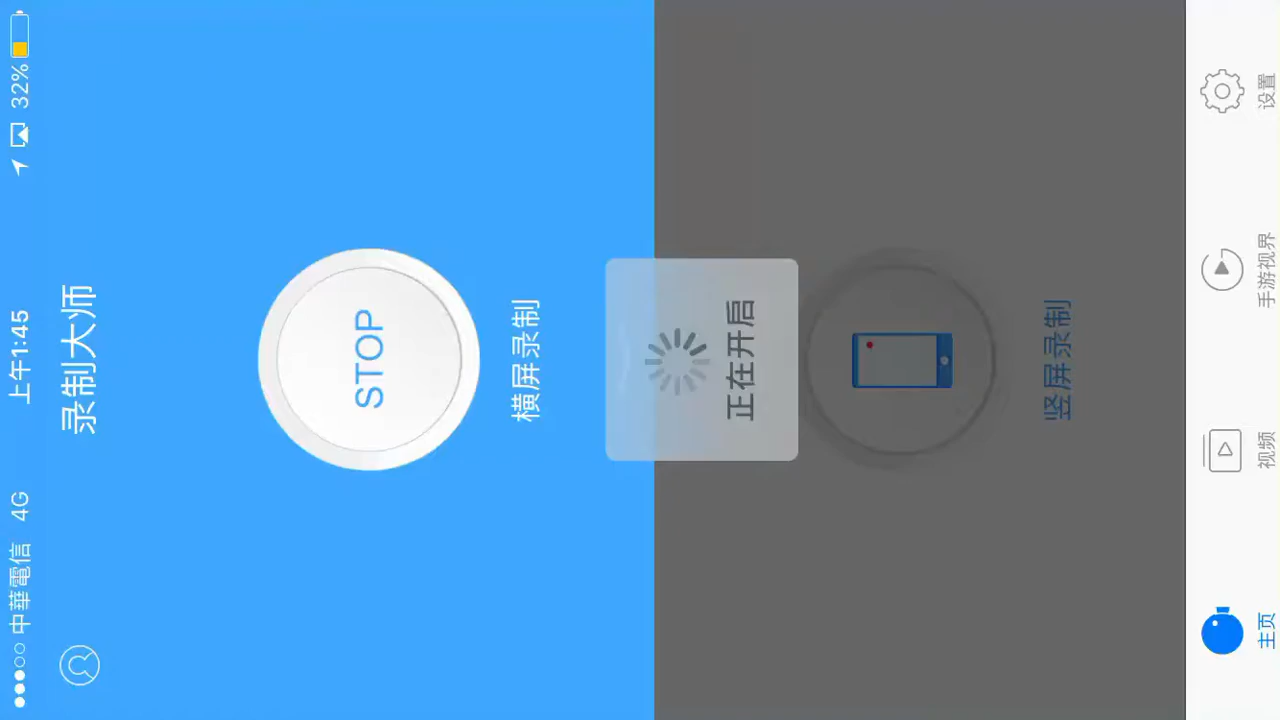 中華電信 4G 上午1:45 32%
录制大师
STOP
横屏录制
正在开启
竖屏录制
主页 视频 手游视界 设置